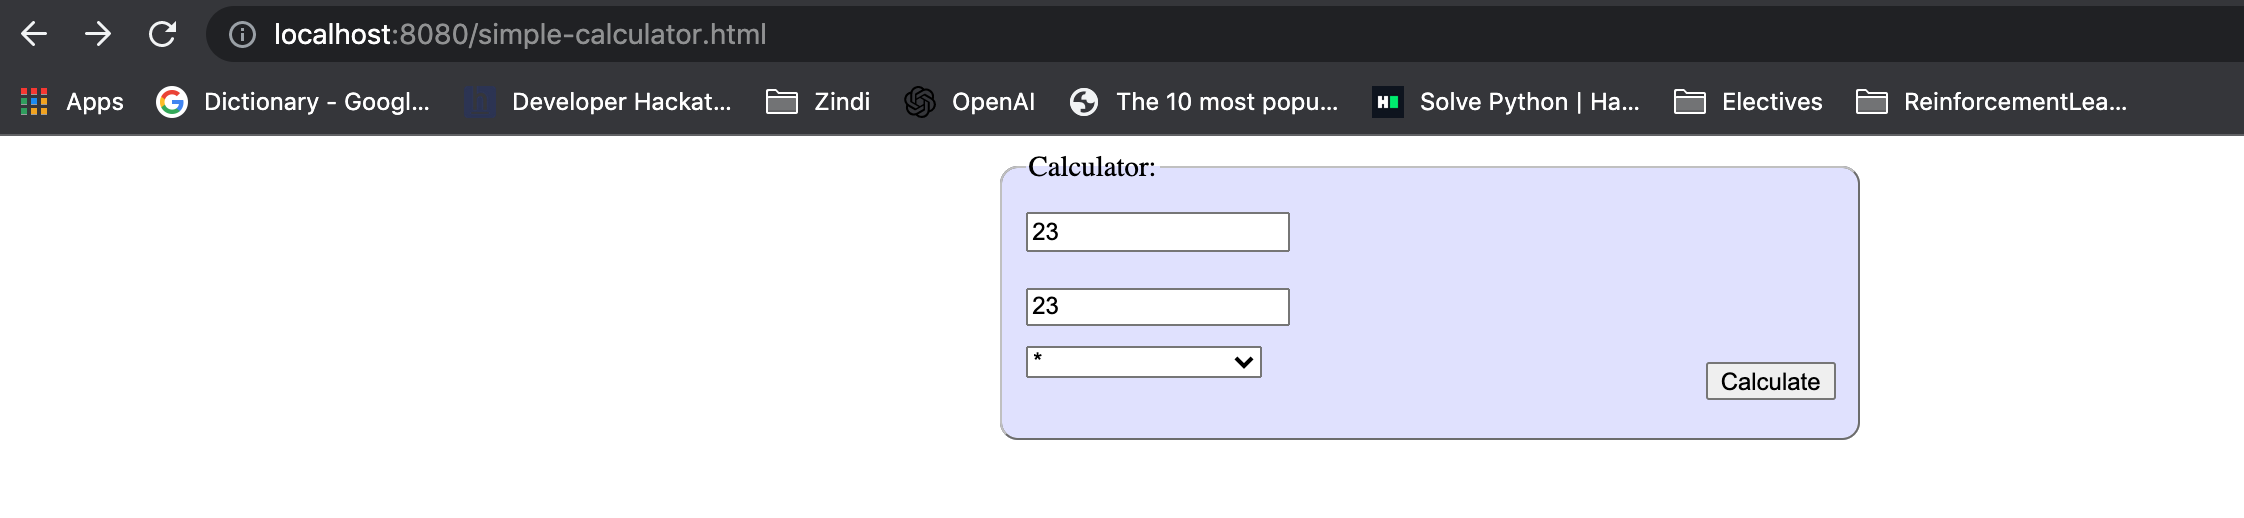 localhost:8080/simple-calculator.html
Apps Dictionary - Googl... Developer Hackat... Zindi OpenAI The 10 most popu... Solve Python | Ha... Electives ReinforcementLea...
Calculator:
23
23
*
Calculate